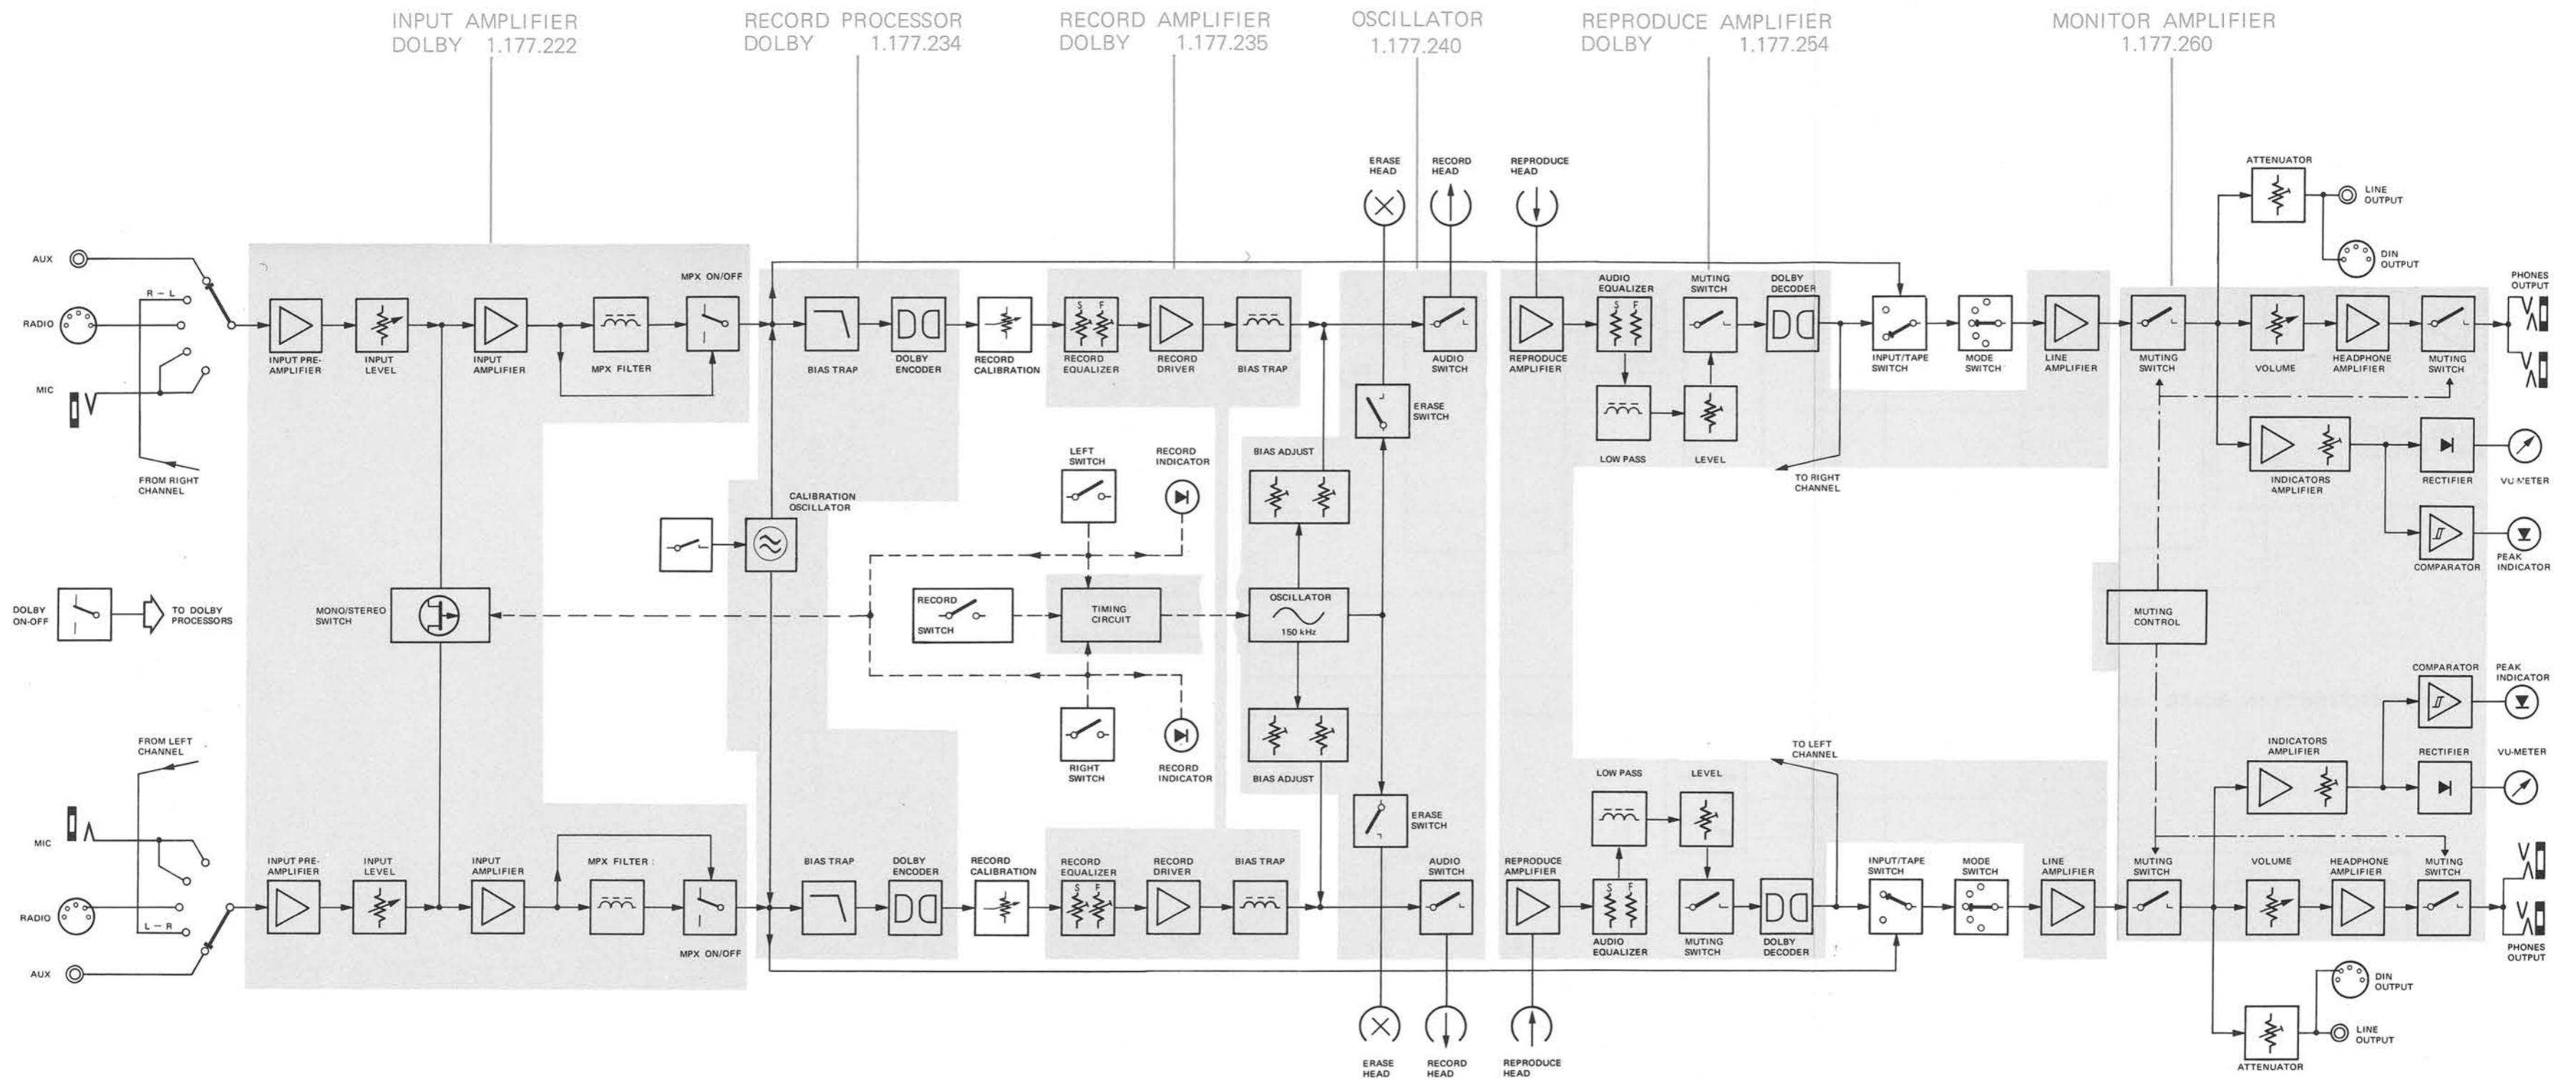 INPUT AMPLIFIER
DOLBY 1.177.222
RECORD PROCESSOR
DOLBY 1.177.234
RECORD AMPLIFIER
DOLBY 1.177.235
OSCILLATOR
1.177.240
REPRODUCE AMPLIFIER
DOLBY 1.177.254
MONITOR AMPLIFIER
1.177.260
ERASE
HEAD
RECORD
HEAD
REPRODUCE
HEAD
ATTENUATOR
LINE
OUTPUT
DIN
OUTPUT
PHONES
OUTPUT
AUX
R – L
RADIO
MIC
FROM RIGHT
CHANNEL
INPUT PRE-
AMPLIFIER
INPUT
LEVEL
INPUT
AMPLIFIER
MPX FILTER
MPX ON/OFF
BIAS TRAP
DOLBY
ENCODER
RECORD
CALIBRATION
S F
RECORD
EQUALIZER
RECORD
DRIVER
BIAS TRAP
AUDIO
SWITCH
ERASE
SWITCH
REPRODUCE
AMPLIFIER
AUDIO
EQUALIZER
S F
MUTING
SWITCH
DOLBY
DECODER
LOW PASS
LEVEL
TO RIGHT
CHANNEL
INPUT/TAPE
SWITCH
MODE
SWITCH
LINE
AMPLIFIER
MUTING
SWITCH
VOLUME
HEADPHONE
AMPLIFIER
MUTING
SWITCH
INDICATORS
AMPLIFIER
RECTIFIER
VU-METER
COMPARATOR
PEAK
INDICATOR
LEFT
SWITCH
RECORD
INDICATOR
BIAS ADJUST
CALIBRATION
OSCILLATOR
DOLBY
ON-OFF
TO DOLBY
PROCESSORS
MONO/STEREO
SWITCH
RECORD
SWITCH
TIMING
CIRCUIT
OSCILLATOR
150 kHz
MUTING
CONTROL
RIGHT
SWITCH
RECORD
INDICATOR
BIAS ADJUST
ERASE
SWITCH
COMPARATOR
PEAK
INDICATOR
INDICATORS
AMPLIFIER
RECTIFIER
VU-METER
FROM LEFT
CHANNEL
MIC
RADIO
L – R
AUX
INPUT PRE-
AMPLIFIER
INPUT
LEVEL
INPUT
AMPLIFIER
MPX FILTER
MPX ON/OFF
BIAS TRAP
DOLBY
ENCODER
RECORD
CALIBRATION
RECORD
EQUALIZER
S F
RECORD
DRIVER
BIAS TRAP
AUDIO
SWITCH
REPRODUCE
AMPLIFIER
LOW PASS
LEVEL
TO LEFT
CHANNEL
S F
AUDIO
EQUALIZER
MUTING
SWITCH
DOLBY
DECODER
INPUT/TAPE
SWITCH
MODE
SWITCH
LINE
AMPLIFIER
MUTING
SWITCH
VOLUME
HEADPHONE
AMPLIFIER
MUTING
SWITCH
PHONES
OUTPUT
DIN
OUTPUT
LINE
OUTPUT
ATTENUATOR
ERASE
HEAD
RECORD
HEAD
REPRODUCE
HEAD